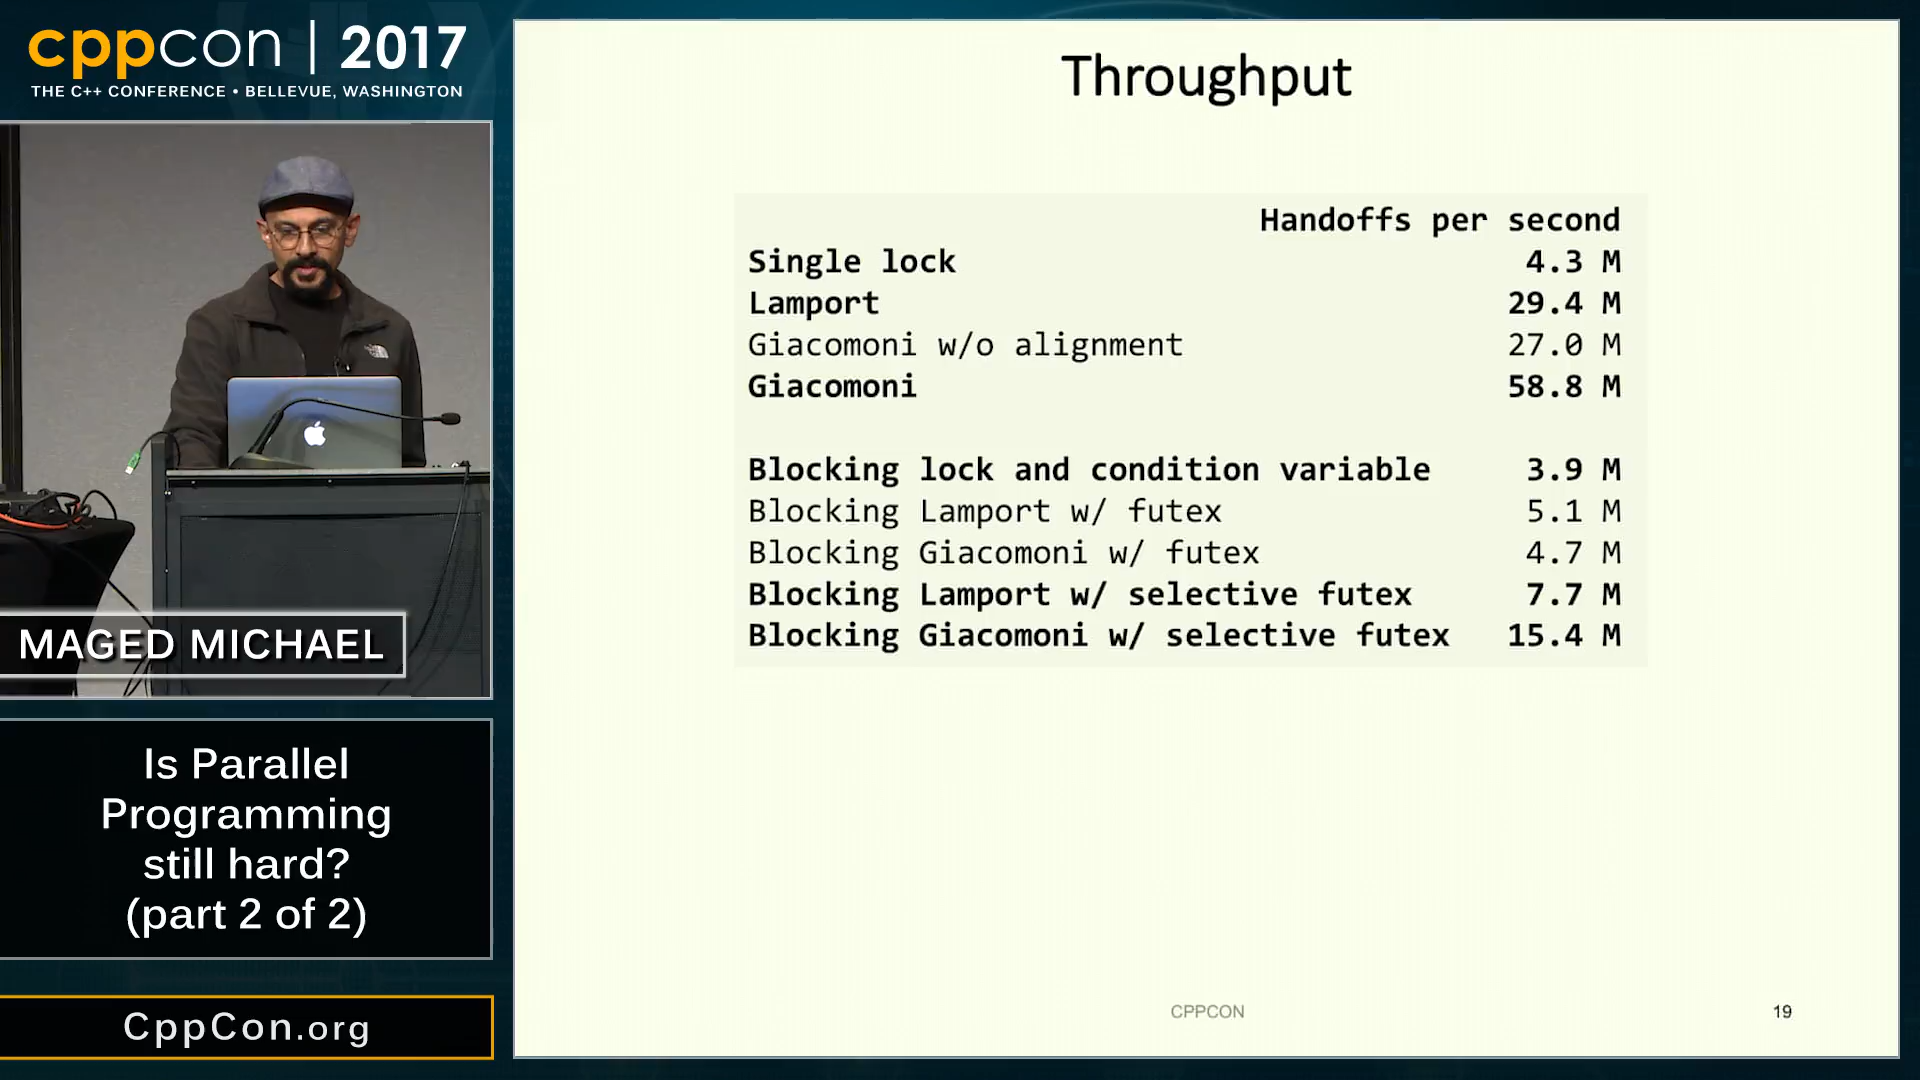 cppcon | 2017
THE C++ CONFERENCE • BELLEVUE, WASHINGTON
MAGED MICHAEL
Is Parallel
Programming
still hard?
(part 2 of 2)
CppCon.org
Throughput
Handoffs per second
Single lock 4.3 M
Lamport 29.4 M
Giacomoni w/o alignment 27.0 M
Giacomoni 58.8 M
Blocking lock and condition variable 3.9 M
Blocking Lamport w/ futex 5.1 M
Blocking Giacomoni w/ futex 4.7 M
Blocking Lamport w/ selective futex 7.7 M
Blocking Giacomoni w/ selective futex 15.4 M
CPPCON
19